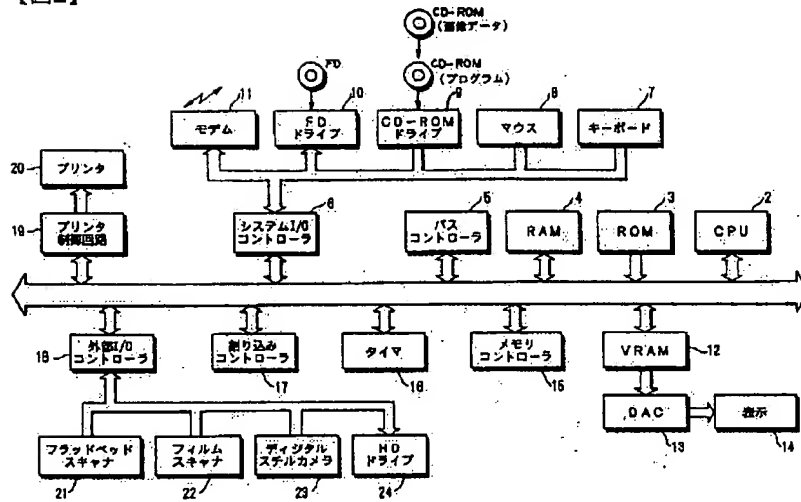 CD-ROM
(画像データ)
FD
CD-ROM
(プログラム)
11
10
9
8
7
モデム
FD
ドライブ
CD-ROM
ドライブ
マウス
キーボード
20
プリンタ
19
プリンタ
制御回路
システムI/O
コントローラ
6
バス
コントローラ
5
RAM
4
ROM
3
CPU
2
18
外部I/O
コントローラ
割り込み
コントローラ
17
タイマ
16
メモリ
コントローラ
15
VRAM
12
DAC
13
表示
14
フラッドベッド
スキャナ
21
フィルム
スキャナ
22
ディジタル
スチルカメラ
23
HD
ドライブ
24